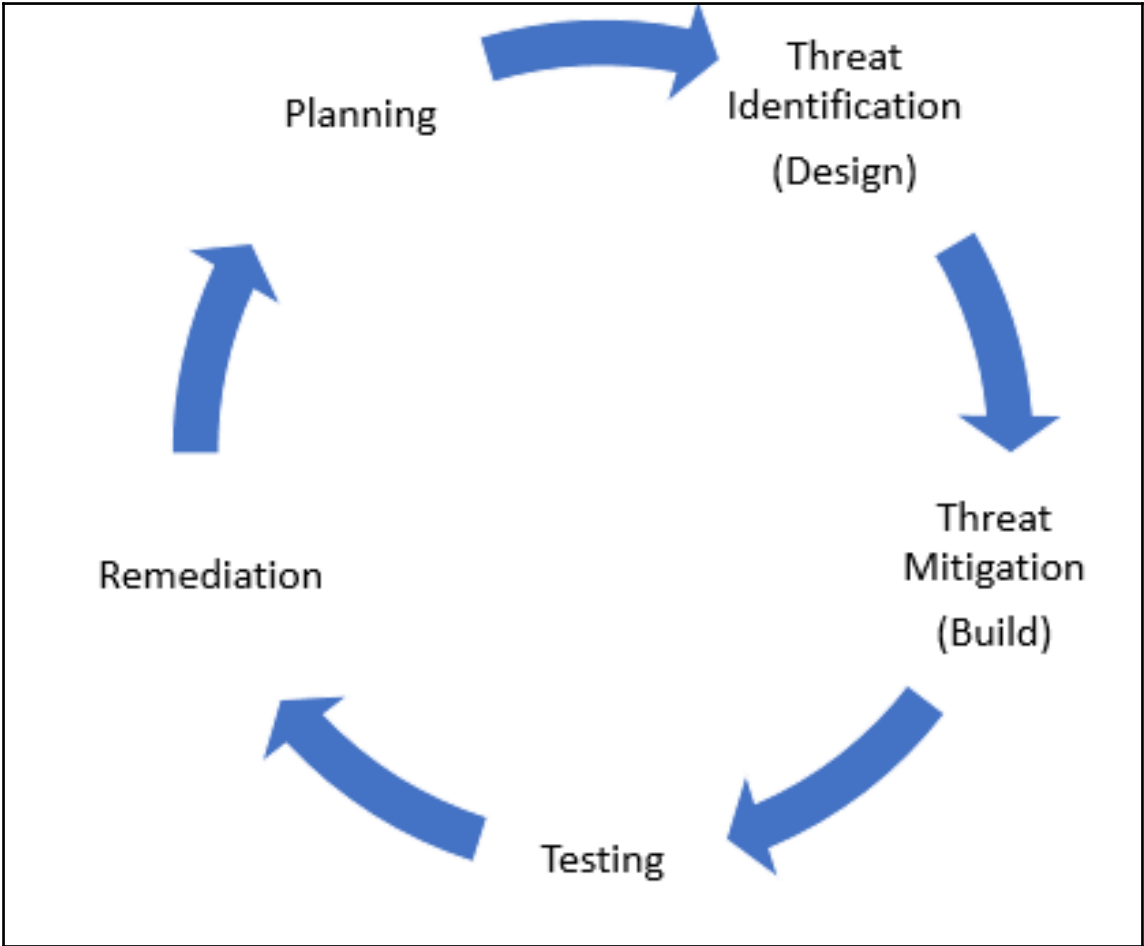 Planning
Threat
Identification
(Design)
Threat
Mitigation
(Build)
Testing
Remediation